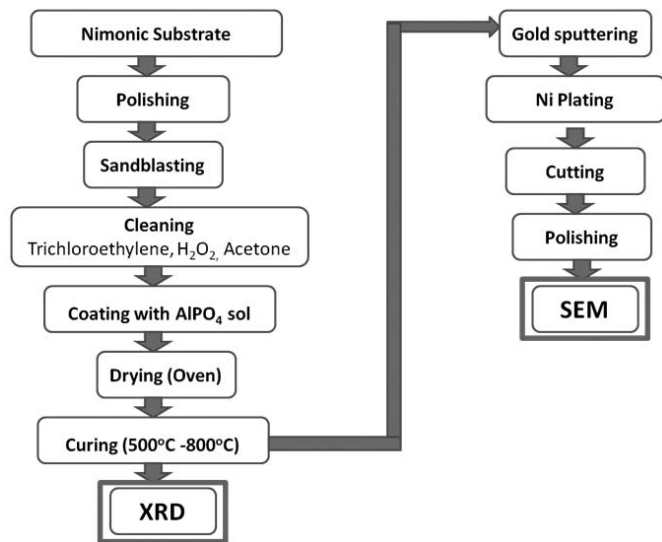 Nimonic Substrate
Polishing
Sandblasting
Cleaning
Trichloroethylene, H₂O₂, Acetone
Coating with AlPO₄ sol
Drying (Oven)
Curing (500°C -800°C)
XRD
Gold sputtering
Ni Plating
Cutting
Polishing
SEM